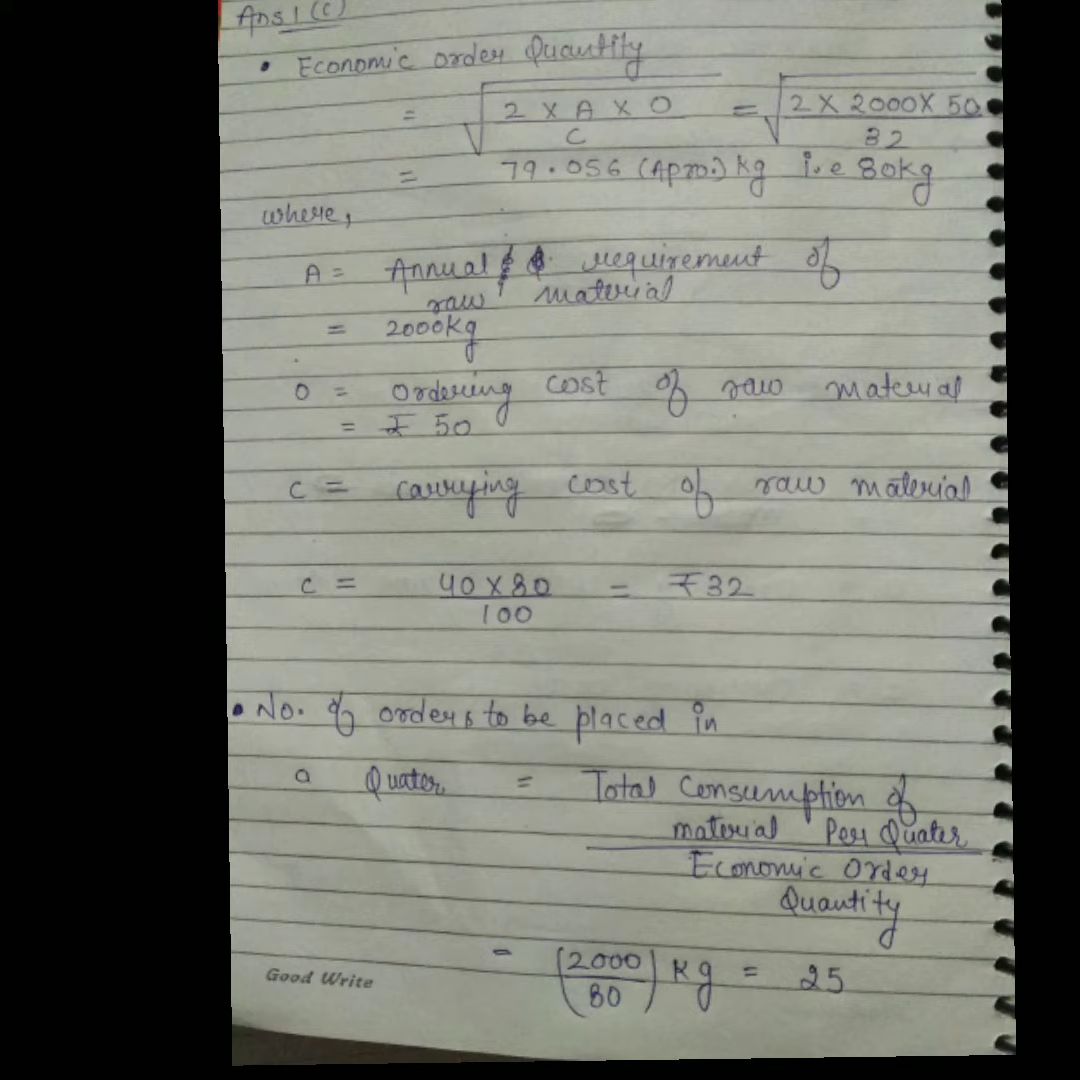 Ans 1 (c)
• Economic order Quantity
= √(2 X A X O / C) = √(2 X 2000 X 50 / 32)
= 79.056 (Apro.) kg i.e 80kg
where,
A = Annual requirement of
raw material
= 2000kg
O = Ordering cost of raw material
= ₹ 50
C = carrying cost of raw material
C = 40 X 80 / 100 = ₹32
• No. of orders to be placed in
a Quater = Total Consumption of
material Per Quater
Economic Order
Quantity
= (2000 / 80) kg = 25
Good Write